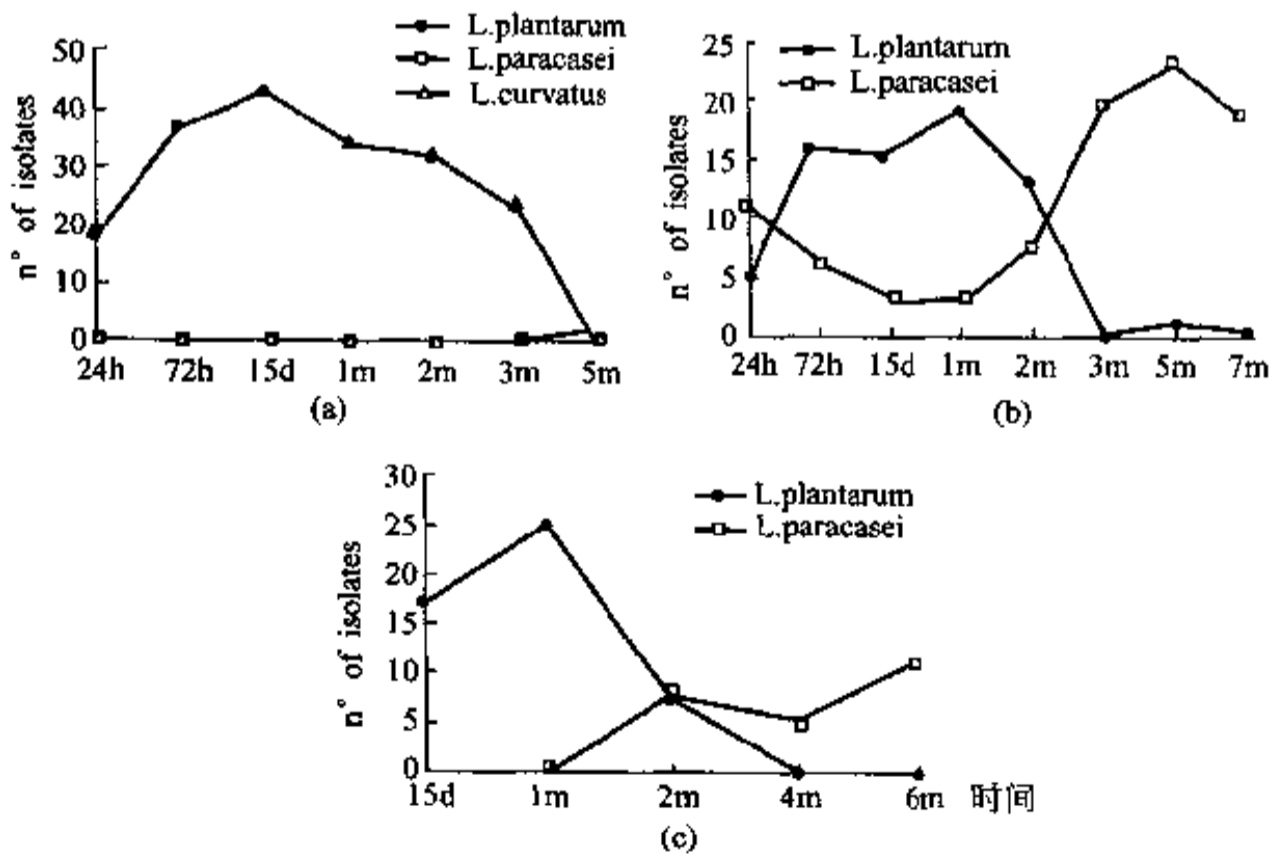 L.plantarum
L.paracasei
L.curvatus
n° of isolates
50
40
30
20
10
0
24h 72h 15d 1m 2m 3m 5m
(a)
L.plantarum
L.paracasei
n° of isolates
25
20
15
10
5
0
24h 72h 15d 1m 2m 3m 5m 7m
(b)
L.plantarum
L.paracasei
n° of isolates
30
25
20
15
10
5
0
15d 1m 2m 4m 6m 时间
(c)